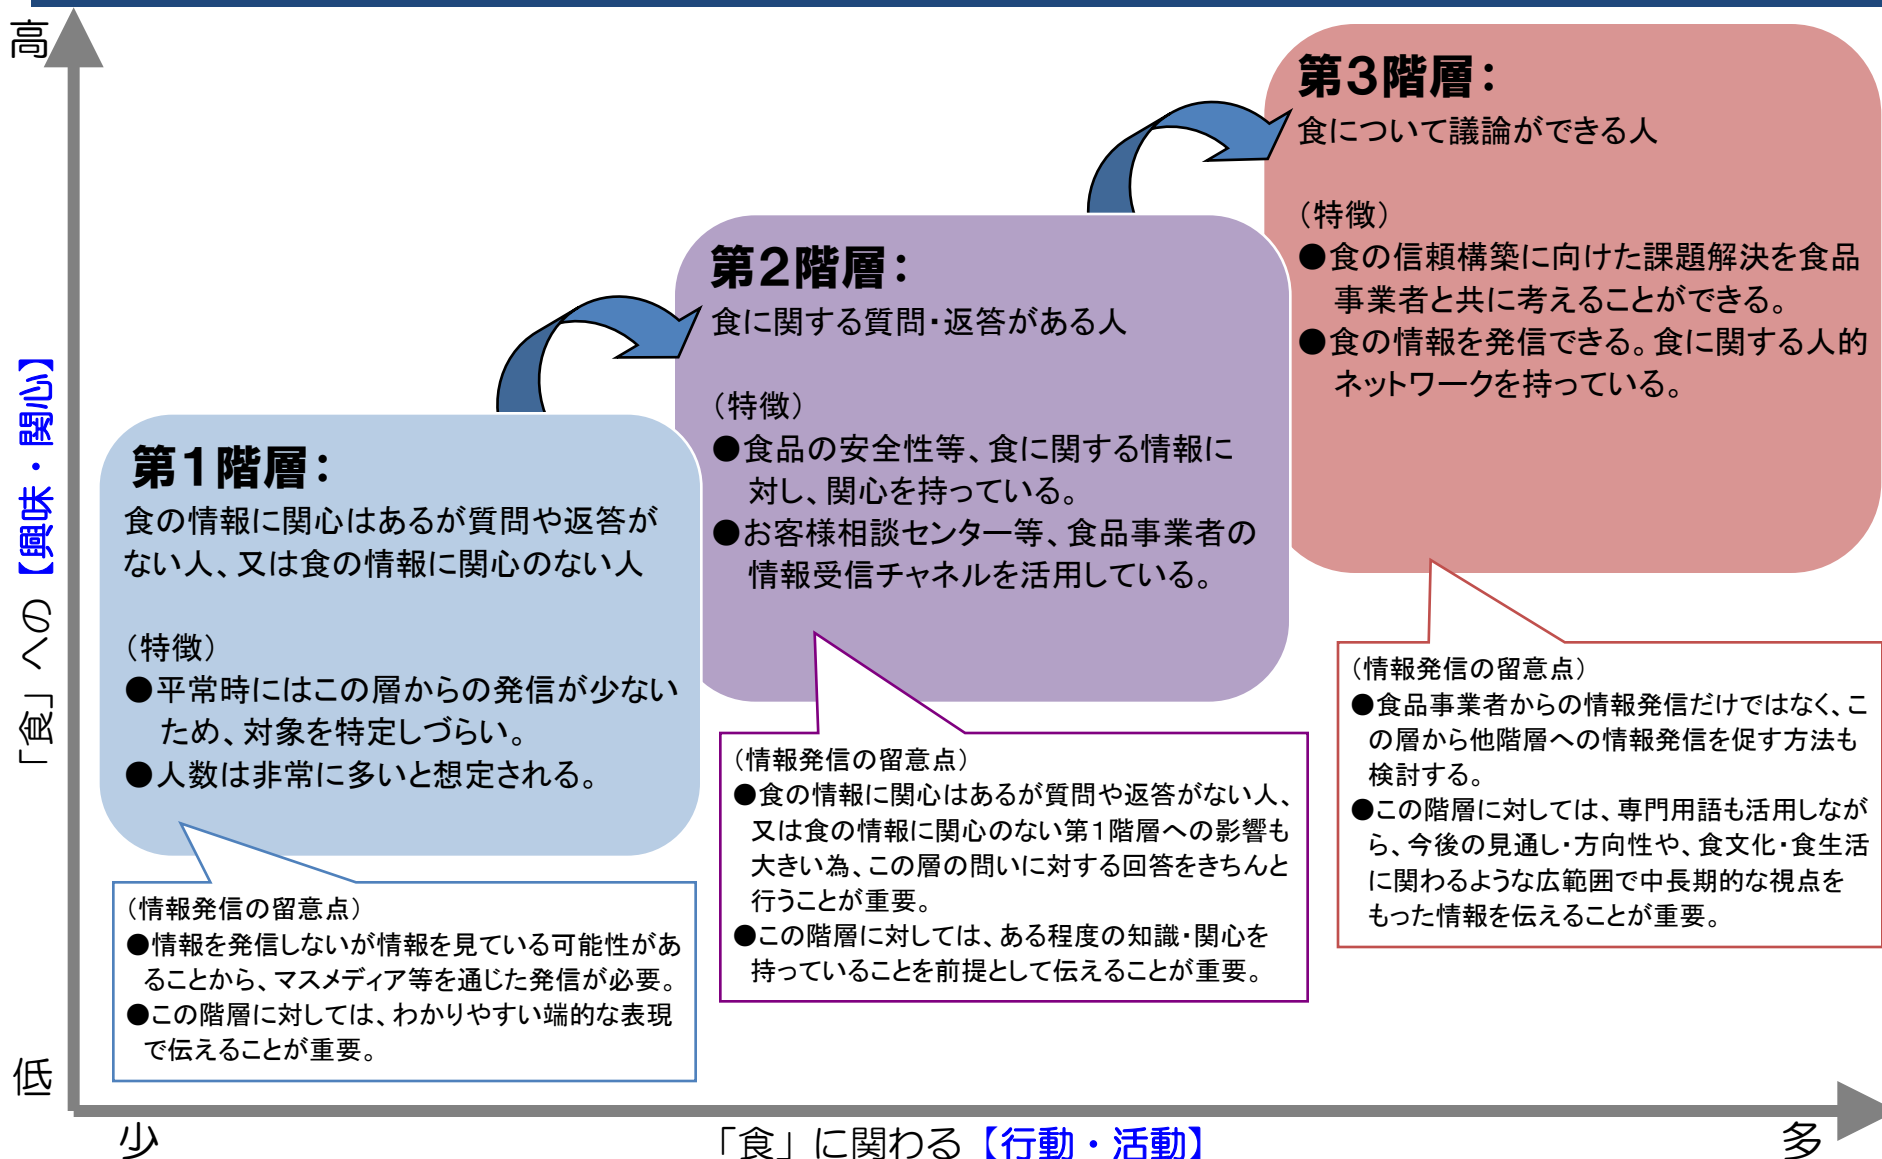 高
「食」への【興味・関心】
低
第1階層：
食の情報に関心はあるが質問や返答が
ない人、又は食の情報に関心のない人
（特徴）
●平常時にはこの層からの発信が少ない
ため、対象を特定しづらい。
●人数は非常に多いと想定される。
（情報発信の留意点）
●情報を発信しないが情報を見ている可能性があ
ることから、マスメディア等を通じた発信が必要。
●この階層に対しては、わかりやすい端的な表現
で伝えることが重要。
第2階層：
食に関する質問・返答がある人
（特徴）
●食品の安全性等、食に関する情報に
対し、関心を持っている。
●お客様相談センター等、食品事業者の
情報受信チャネルを活用している。
（情報発信の留意点）
●食の情報に関心はあるが質問や返答がない人、
又は食の情報に関心のない第1階層への影響も
大きい為、この層の問いに対する回答をきちんと
行うことが重要。
●この階層に対しては、ある程度の知識・関心を
持っていることを前提として伝えることが重要。
第3階層：
食について議論ができる人
（特徴）
●食の信頼構築に向けた課題解決を食品
事業者と共に考えることができる。
●食の情報を発信できる。食に関する人的
ネットワークを持っている。
（情報発信の留意点）
●食品事業者からの情報発信だけではなく、こ
の層から他階層への情報発信を促す方法も
検討する。
●この階層に対しては、専門用語も活用しなが
ら、今後の見通し・方向性や、食文化・食生活
に関わるような広範囲で中長期的な視点を
もった情報を伝えることが重要。
少
「食」に関わる【行動・活動】
多